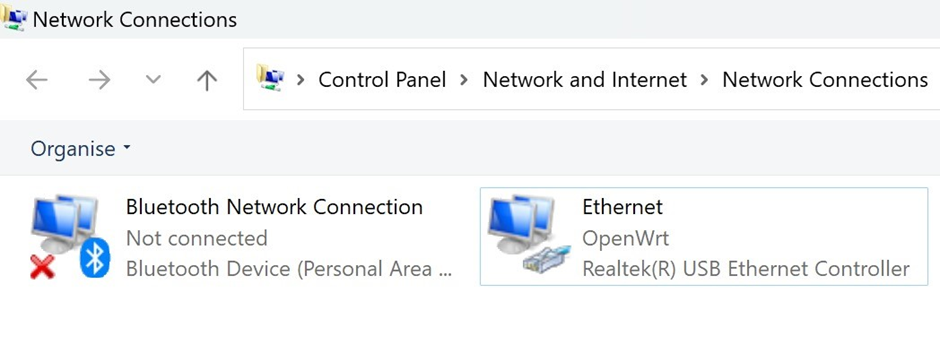 Network Connections
Control Panel > Network and Internet > Network Connections
Organise
Bluetooth Network Connection
Not connected
Bluetooth Device (Personal Area ...
Ethernet
OpenWrt
Realtek(R) USB Ethernet Controller